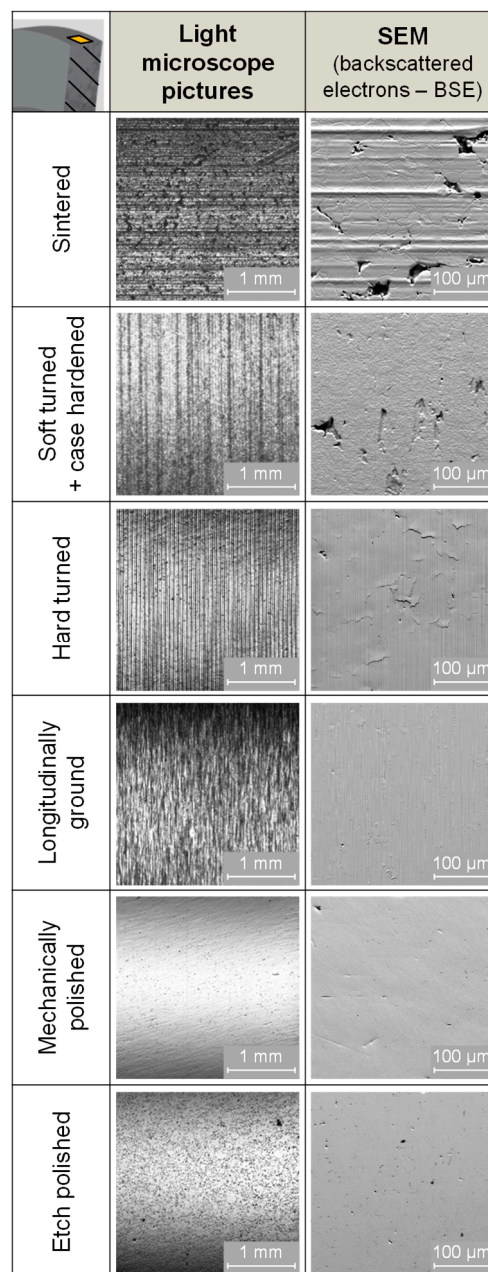 Light
microscope
pictures
SEM
(backscattered
electrons – BSE)
Sintered
1 mm
100 µm
Soft turned
+ case hardened
1 mm
100 µm
Hard turned
1 mm
100 µm
Longitudinally
ground
1 mm
100 µm
Mechanically
polished
1 mm
100 µm
Etch polished
1 mm
100 µm